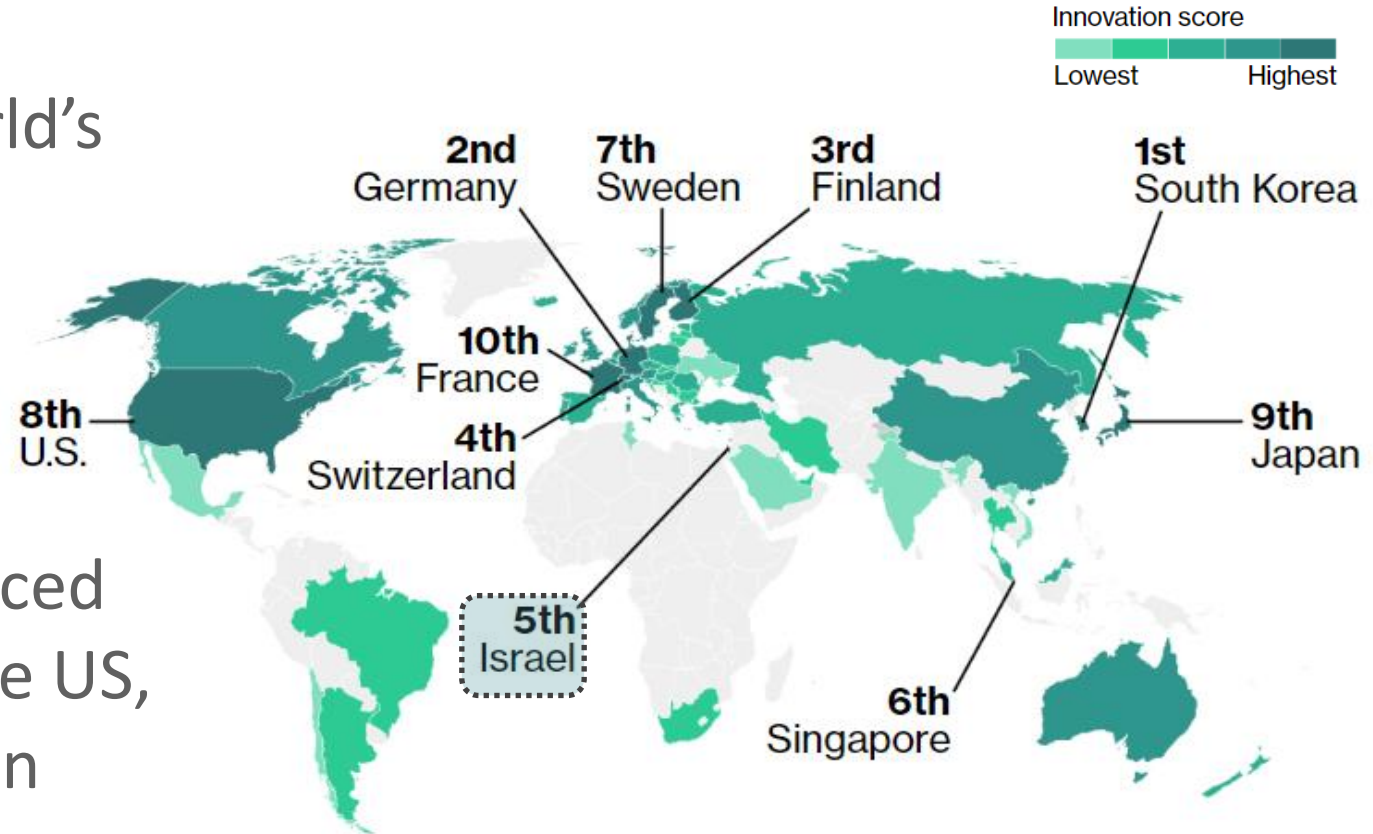 Innovation score
Lowest Highest
rld’s
2nd
Germany
7th
Sweden
3rd
Finland
1st
South Korea
10th
France
8th
U.S.
4th
Switzerland
9th
Japan
5th
Israel
6th
Singapore
ced
e US,
n